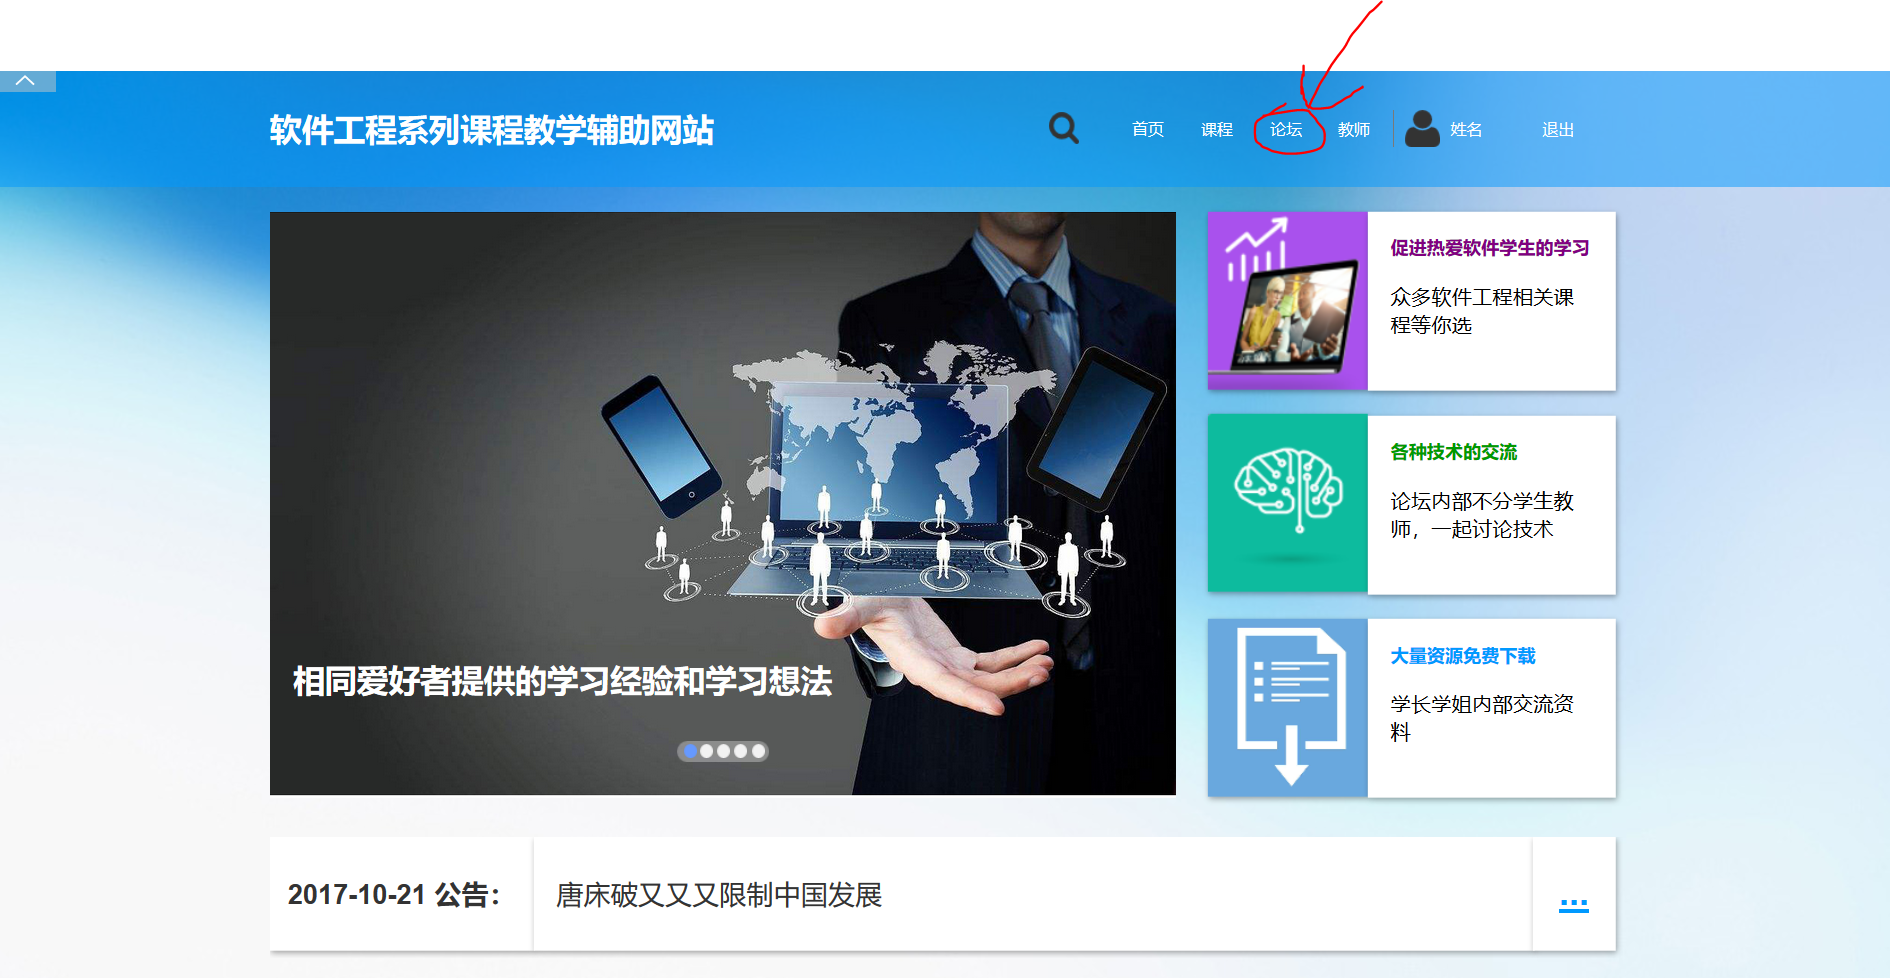 软件工程系列课程教学辅助网站
首页 课程 论坛 教师 姓名 退出
相同爱好者提供的学习经验和学习想法
促进热爱软件学生的学习
众多软件工程相关课
程等你选
各种技术的交流
论坛内部不分学生教
师，一起讨论技术
大量资源免费下载
学长学姐内部交流资
料
2017-10-21 公告：
唐床破又又又限制中国发展
...